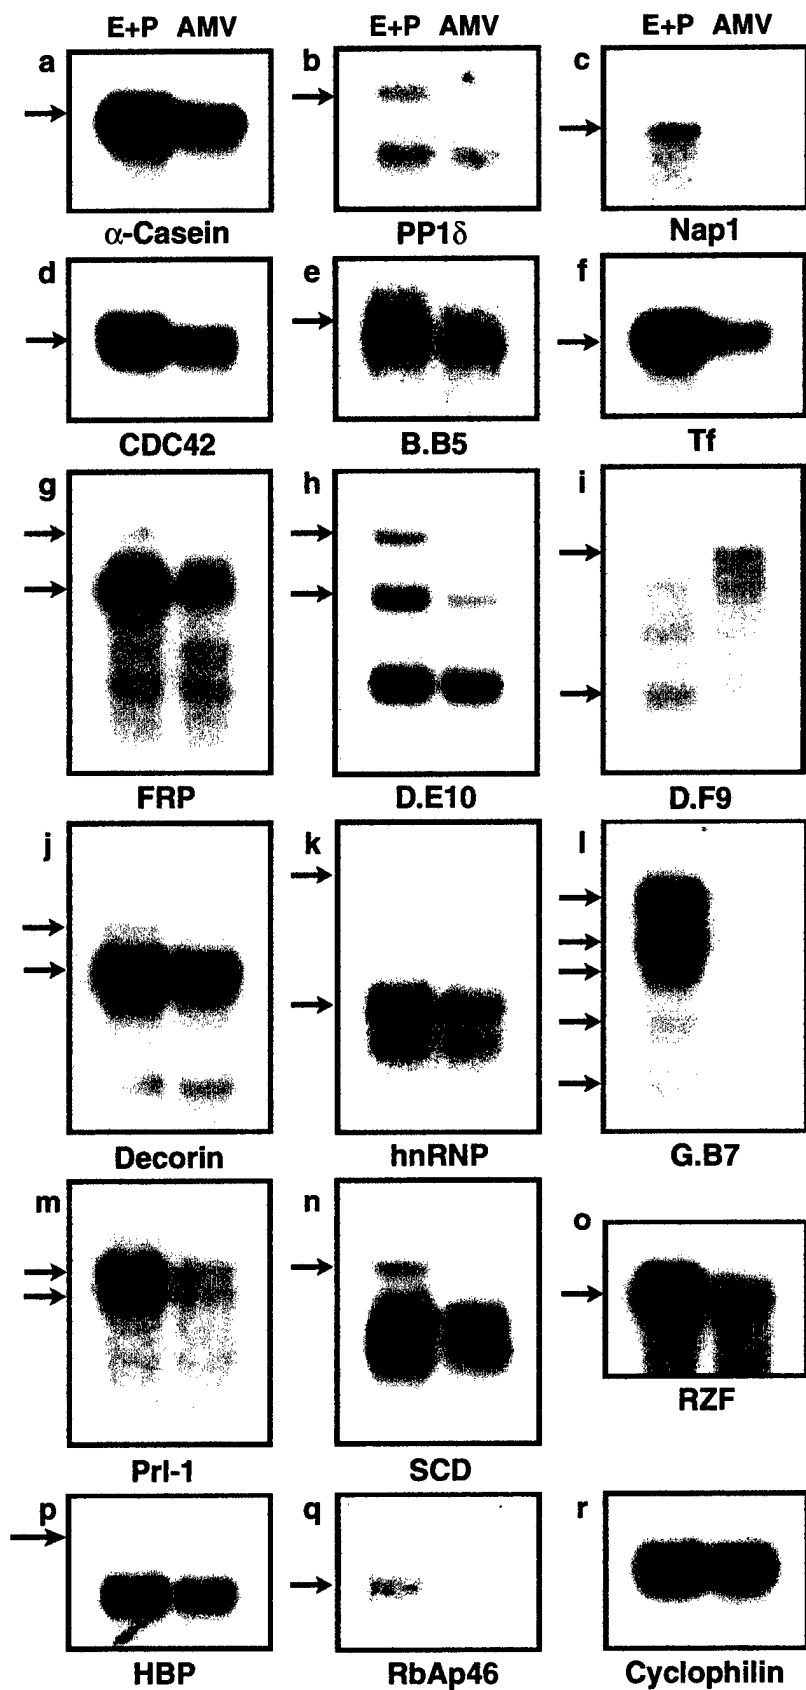 E+P AMV E+P AMV E+P AMV
a b c
α-Casein PP1δ Nap1
d e f
CDC42 B.B5 Tf
g h i
FRP D.E10 D.F9
j k l
Decorin hnRNP G.B7
m n o
RZF
Prl-1 SCD
p q r
HBP RbAp46 Cyclophilin